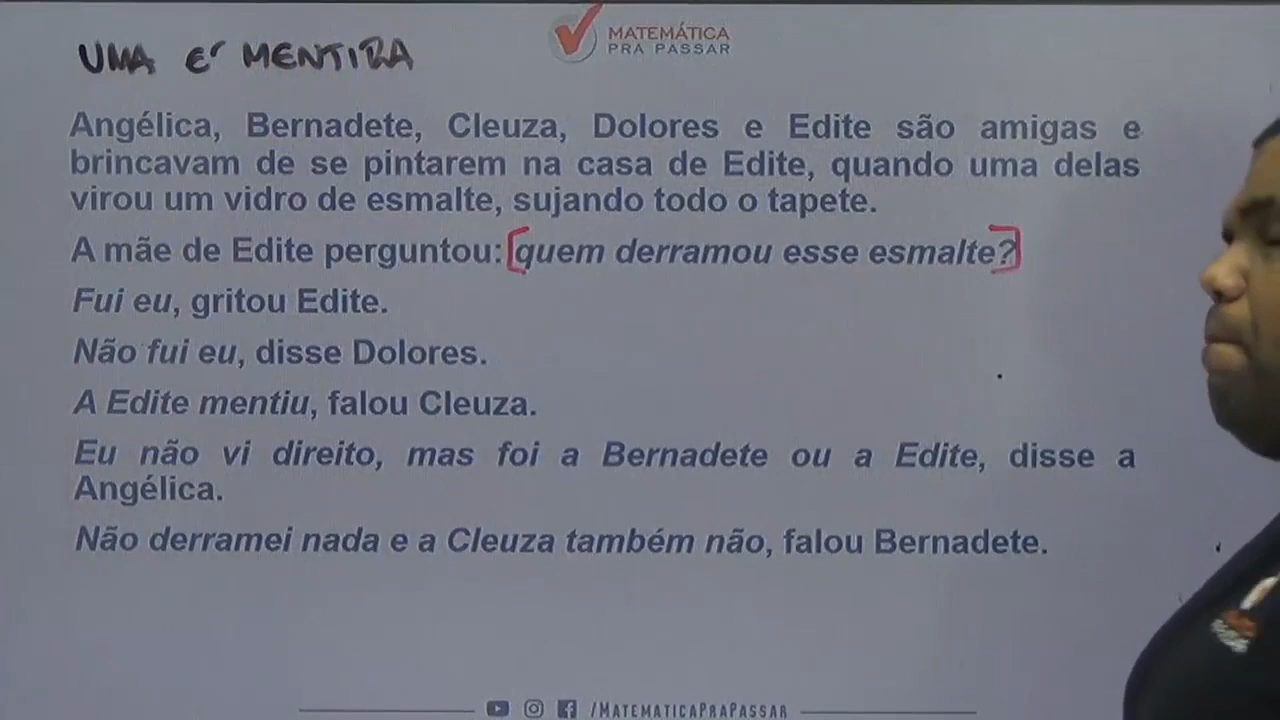 MATEMÁTICA
PRA PASSAR
UMA É MENTIRA
Angélica, Bernadete, Cleuza, Dolores e Edite são amigas e
brincavam de se pintarem na casa de Edite, quando uma delas
virou um vidro de esmalte, sujando todo o tapete.
A mãe de Edite perguntou: [quem derramou esse esmalte?]
Fui eu, gritou Edite.
Não fui eu, disse Dolores.
A Edite mentiu, falou Cleuza.
Eu não vi direito, mas foi a Bernadete ou a Edite, disse a
Angélica.
Não derramei nada e a Cleuza também não, falou Bernadete.
/MATEMATICAPRAPASSAR